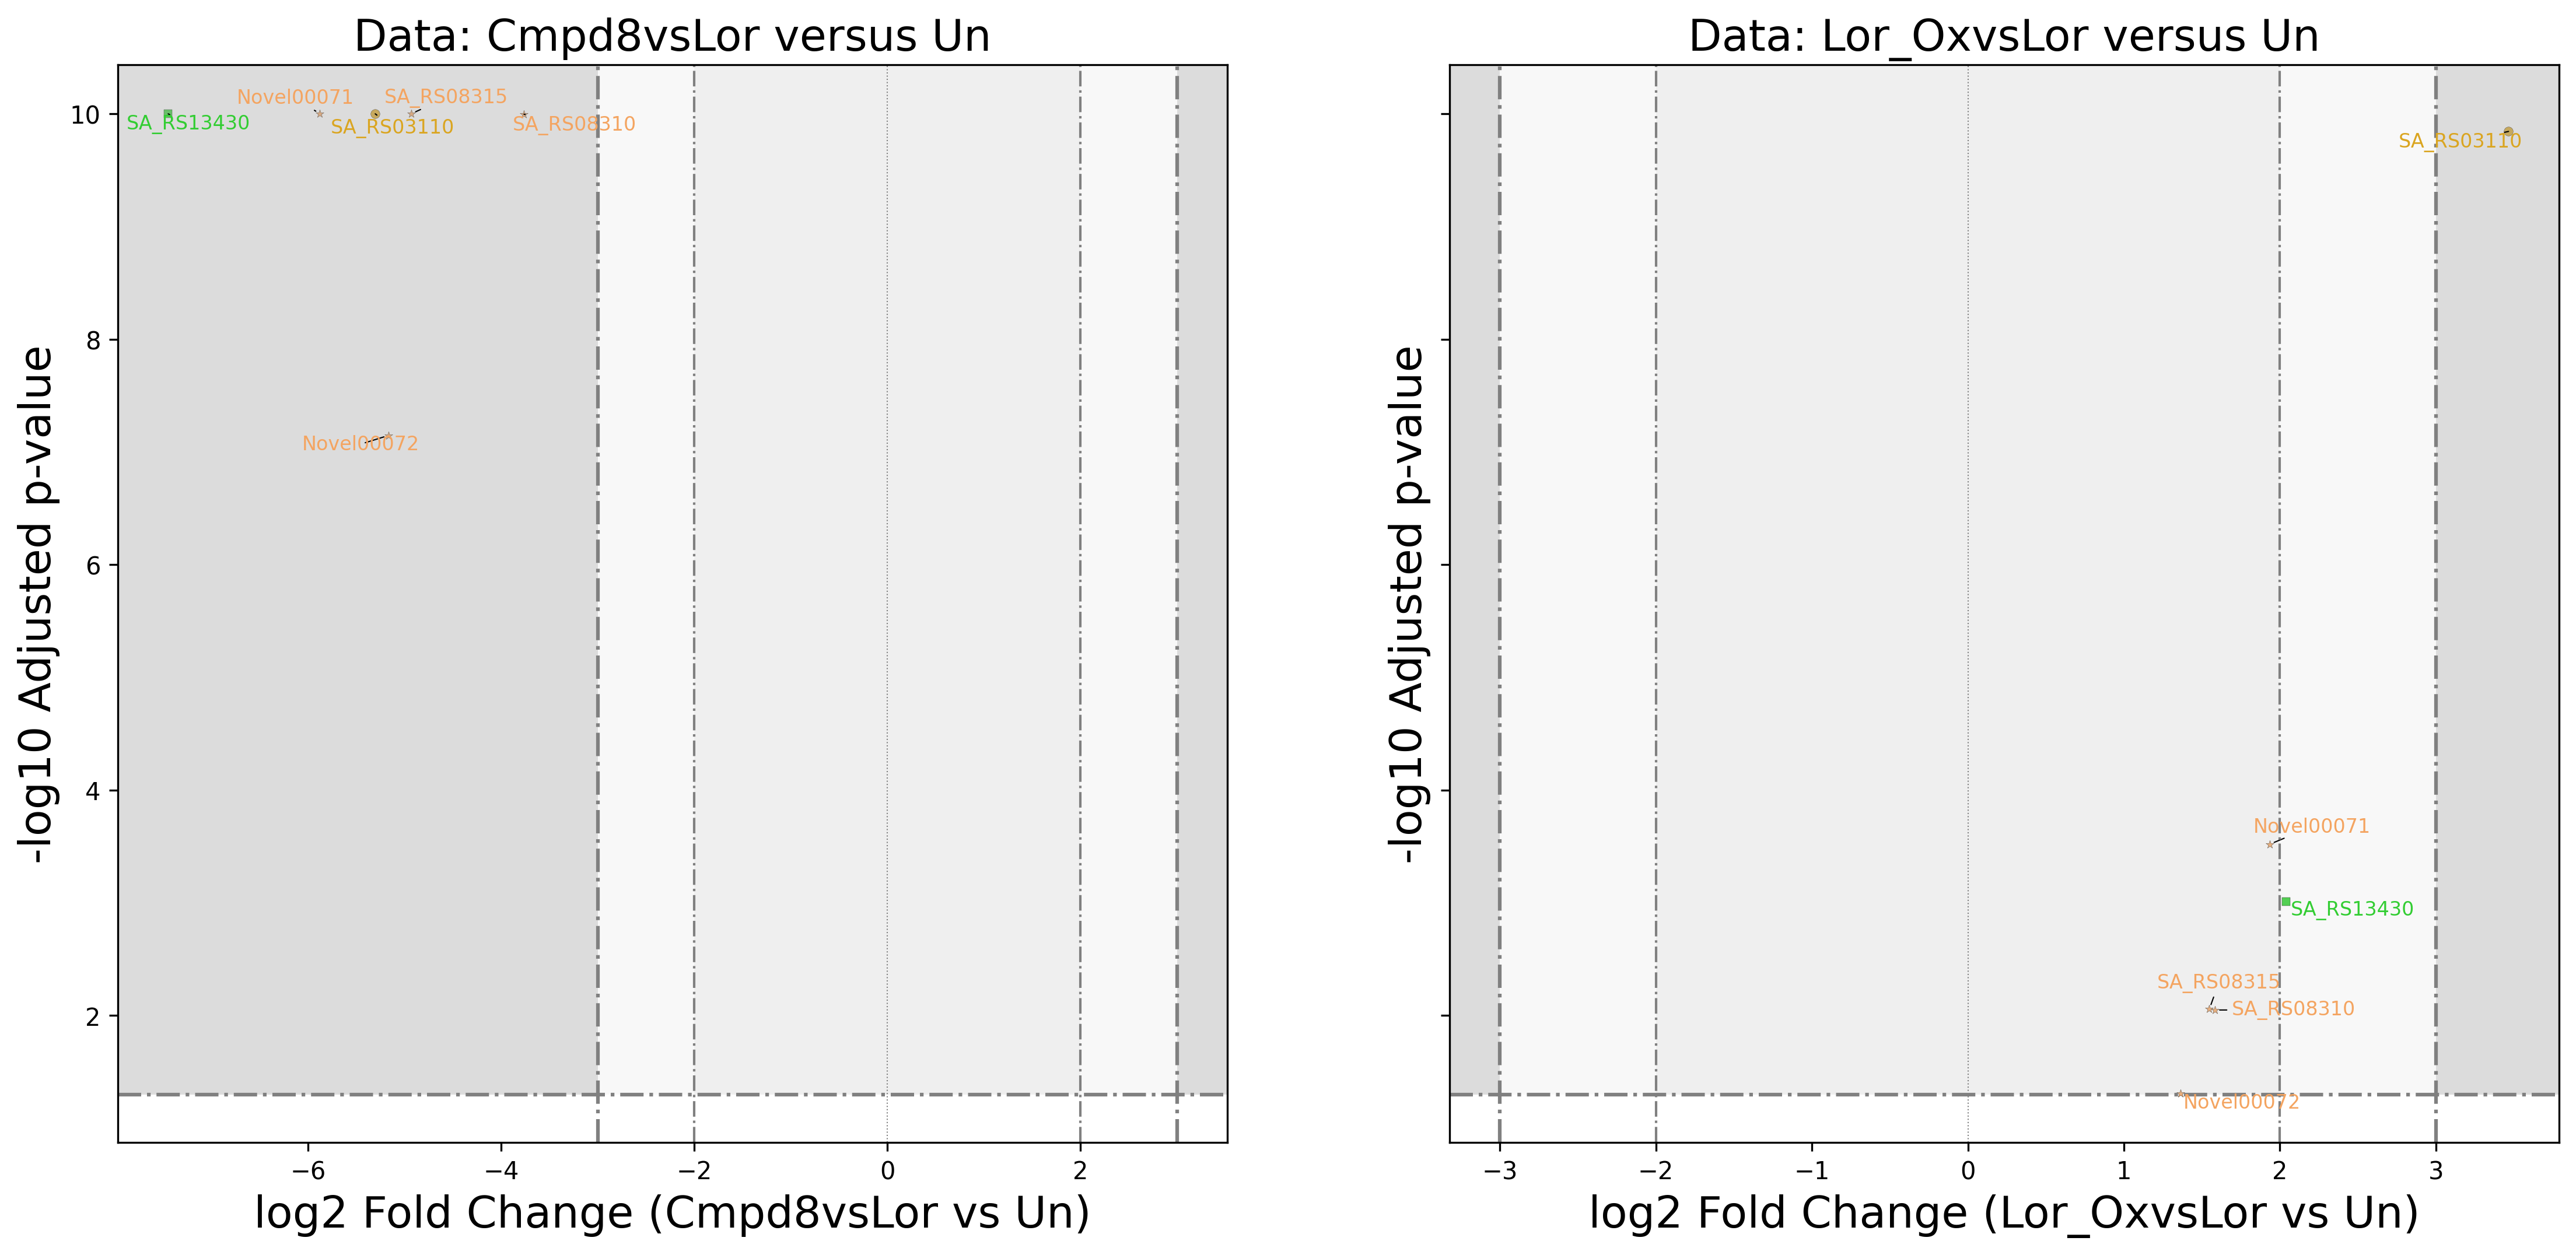 Data: Cmpd8vsLor versus Un
-log10 Adjusted p-value
10
8
6
4
2
Novel00071
SA_RS08315
SA_RS13430
SA_RS03110
SA_RS08310
Novel00072
−6
−4
−2
0
2
log2 Fold Change (Cmpd8vsLor vs Un)
Data: Lor_OxvsLor versus Un
-log10 Adjusted p-value
SA_RS03110
Novel00071
SA_RS13430
SA_RS08315
SA_RS08310
Novel00072
−3
−2
−1
0
1
2
3
log2 Fold Change (Lor_OxvsLor vs Un)